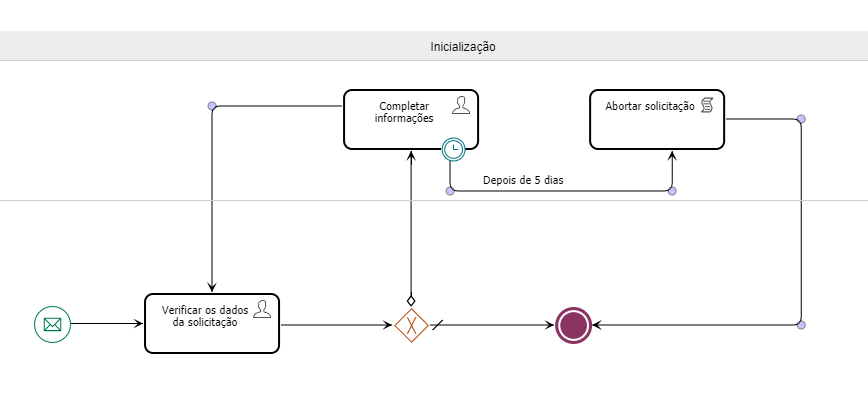 Inicialização
Completar
informações
Abortar solicitação
Depois de 5 dias
Verificar os dados
da solicitação
X